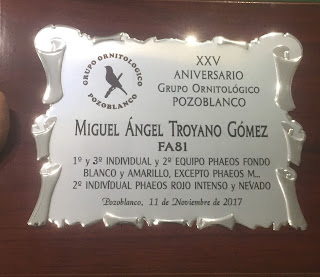 GRUPO ORNITOLÓGICO
POZOBLANCO
XXV
ANIVERSARIO
GRUPO ORNITOLÓGICO
POZOBLANCO
MIGUEL ÁNGEL TROYANO GÓMEZ
FA81
1º y 3º INDIVIDUAL y 2º EQUIPO PHAEOS FONDO
BLANCO y AMARILLO, EXCEPTO PHAEOS M...
2º INDIVÍDUAL PHAEOS ROJO INTENSO y NEVADO
Pozoblanco, 11 de Noviembre de 2017